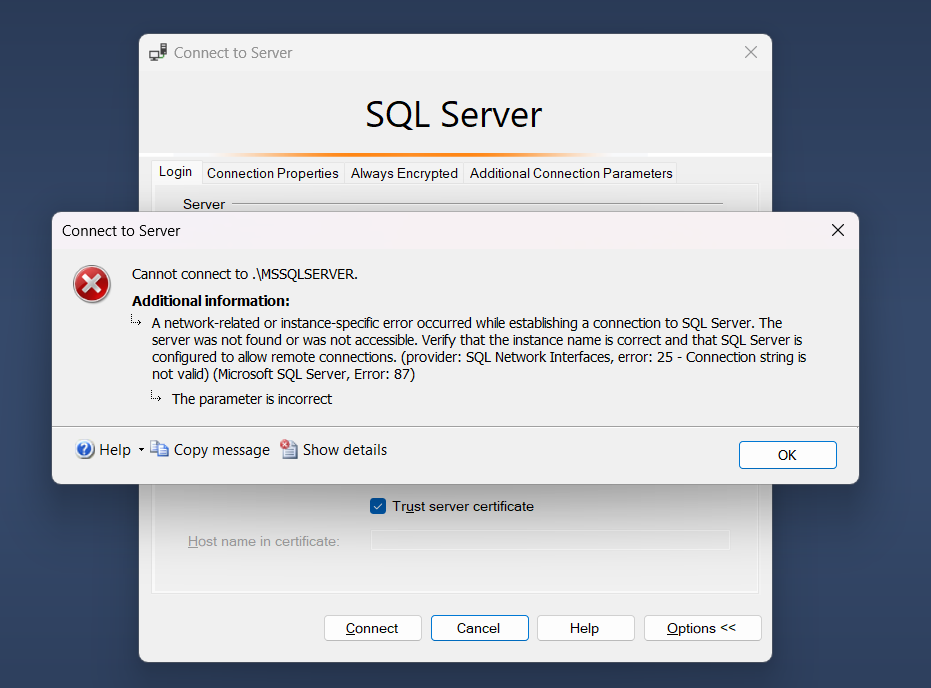 Connect to Server
SQL Server
Login
Connection Properties
Always Encrypted
Additional Connection Parameters
Server
Connect to Server
Cannot connect to .\MSSQLSERVER.
Additional information:
A network-related or instance-specific error occurred while establishing a connection to SQL Server. The
server was not found or was not accessible. Verify that the instance name is correct and that SQL Server is
configured to allow remote connections. (provider: SQL Network Interfaces, error: 25 - Connection string is
not valid) (Microsoft SQL Server, Error: 87)
The parameter is incorrect
Help
Copy message
Show details
OK
Trust server certificate
Host name in certificate:
Connect
Cancel
Help
Options <<